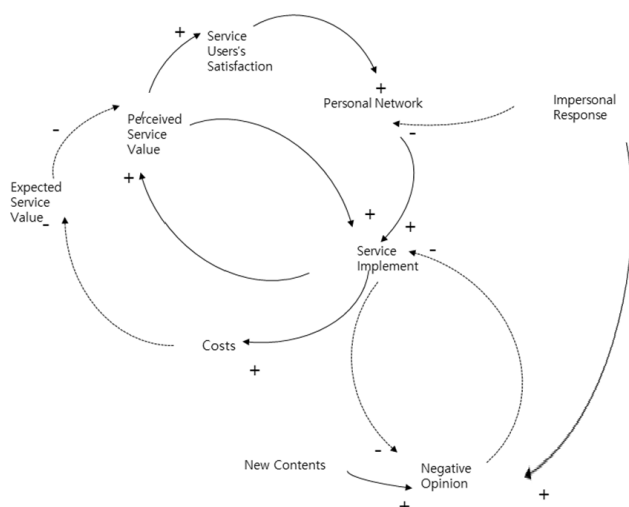 +
Service
Users's
Satisfaction
+
Personal Network
Impersonal
Response
-
-
Perceived
Service
Value
+
Expected
Service
Value
-
+
+
-
Service
Implement
Costs
+
-
New Contents
Negative
Opinion
+
+